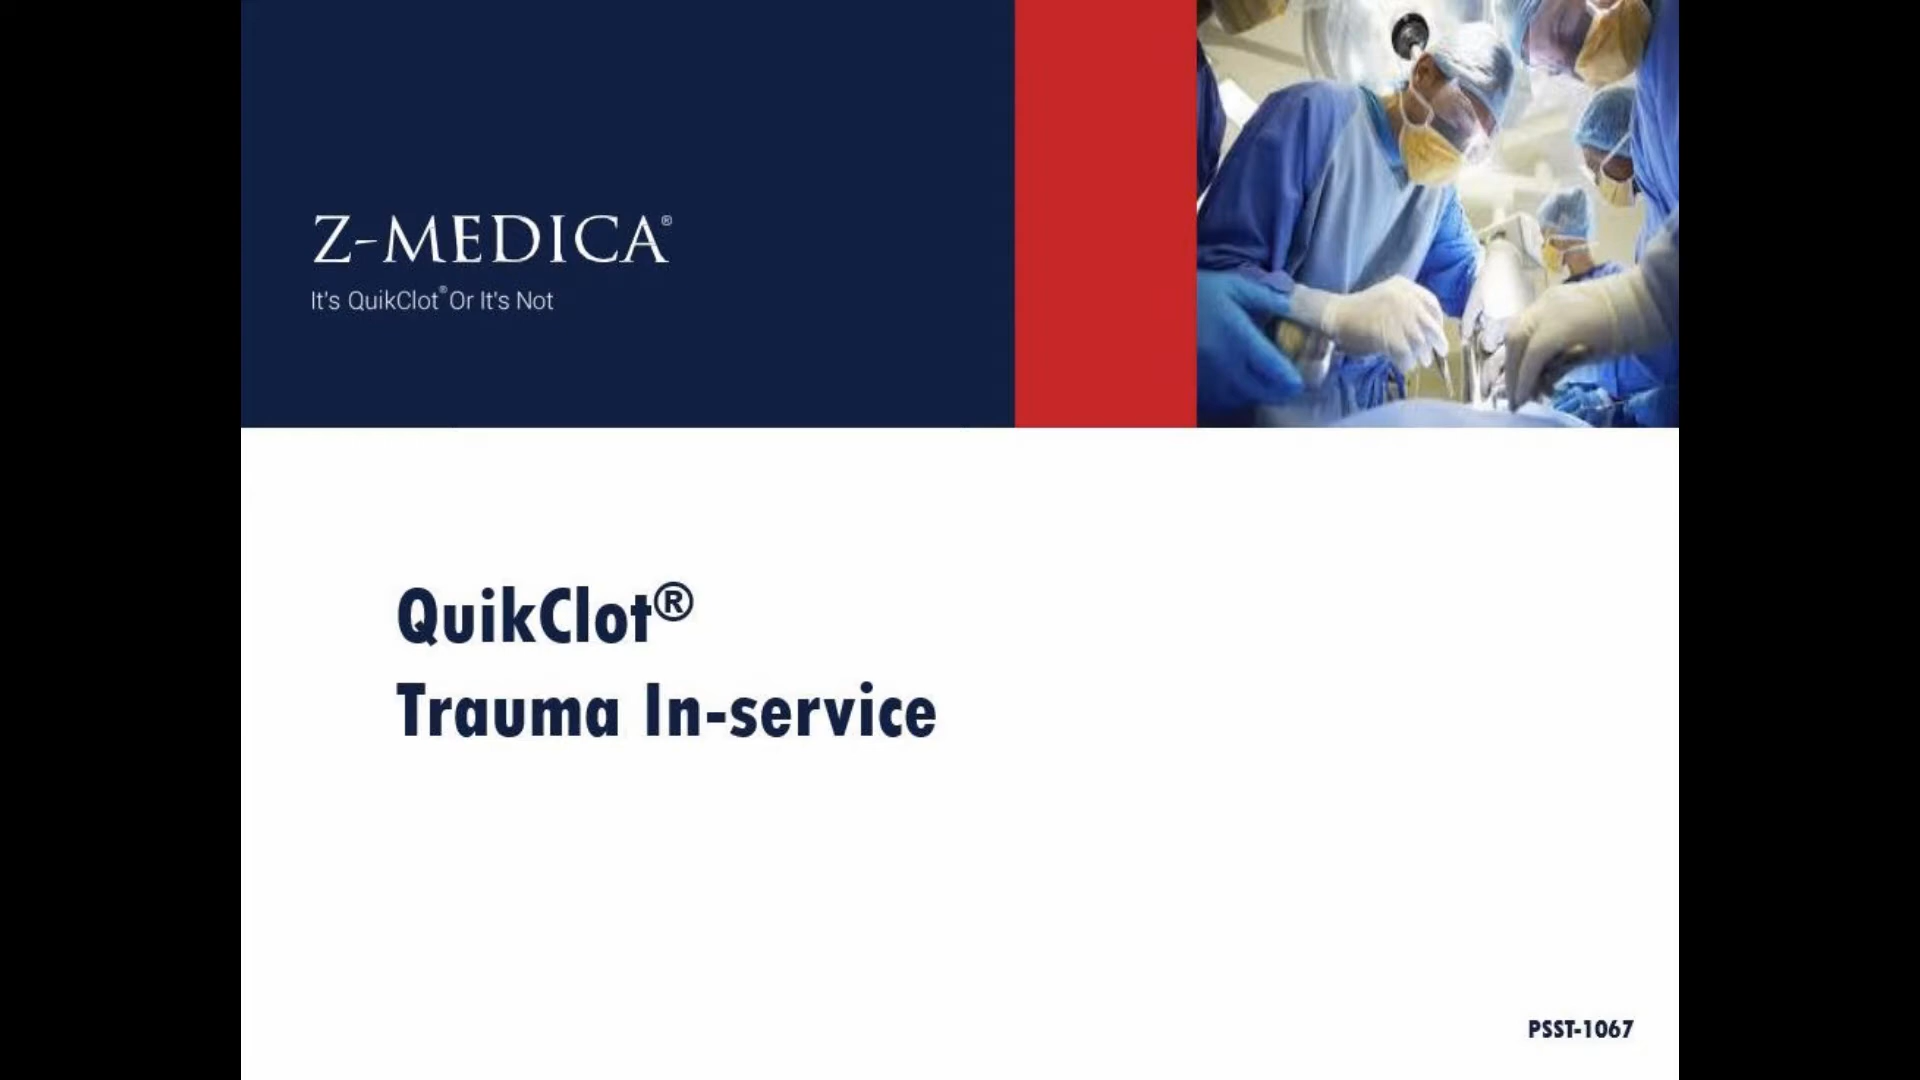 Z-MEDICA®
It's QuikClot® Or It's Not
QuikClot®
Trauma In-service
PSST-1067